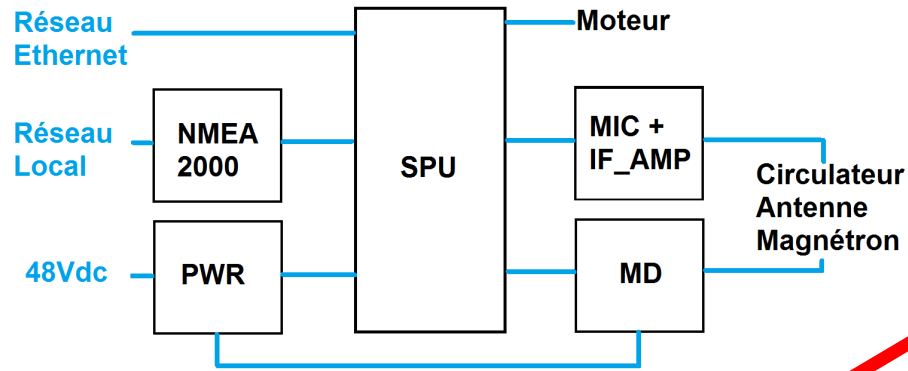 Réseau
Ethernet
Moteur
Réseau
Local
NMEA
2000
SPU
MIC +
IF_AMP
Circulateur
Antenne
Magnétron
48Vdc
PWR
MD